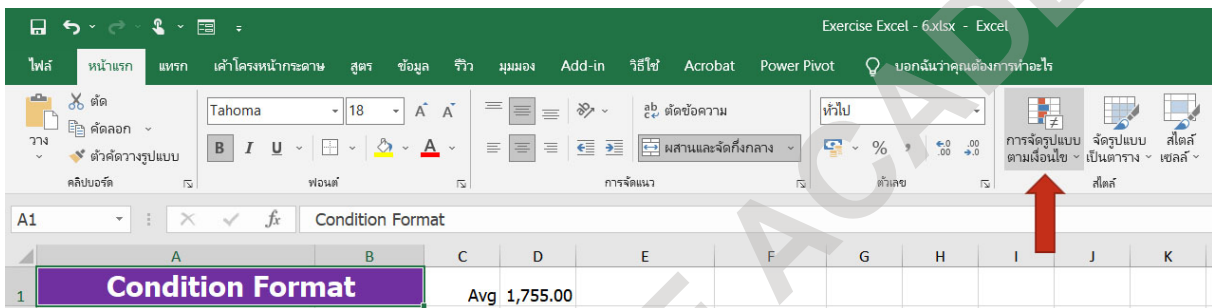 Exercise Excel - 6.xlsx - Excel
ไฟล์ หน้าแรก แทรก เค้าโครงหน้ากระดาษ สูตร ข้อมูล รีวิว มุมมอง Add-in วิธีใช้ Acrobat Power Pivot บอกฉันว่าคุณต้องการทำอะไร
วาง
ตัด
คัดลอก
ตัวคัดวางรูปแบบ
คลิปบอร์ด
Tahoma 18 A A
B I U A
ฟอนต์
ab ตัดข้อความ
ผสานและจัดกึ่งกลาง
การจัดแนว
ทั่วไป
% , .0 .00 .00 .0
ตัวเลข
การจัดรูปแบบ
ตามเงื่อนไข
จัดรูปแบบ
เป็นตาราง
สไตล์
เซลล์
สไตล์
A1 fx Condition Format
A B C D E F G H I J K
1 Condition Format Avg 1,755.00